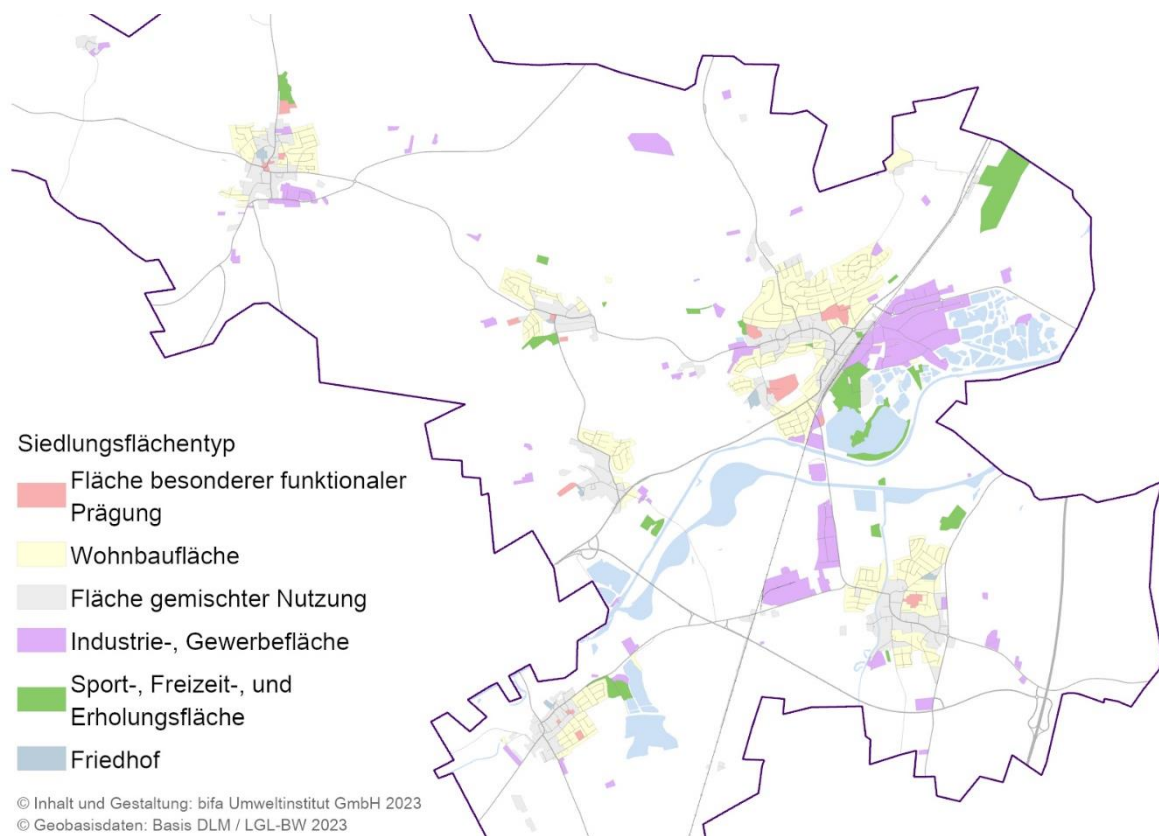 Siedlungsflächentyp
Fläche besonderer funktionaler
Prägung
Wohnbaufläche
Fläche gemischter Nutzung
Industrie-, Gewerbefläche
Sport-, Freizeit-, und
Erholungsfläche
Friedhof
© Inhalt und Gestaltung: bifa Umweltinstitut GmbH 2023
© Geobasisdaten: Basis DLM / LGL-BW 2023